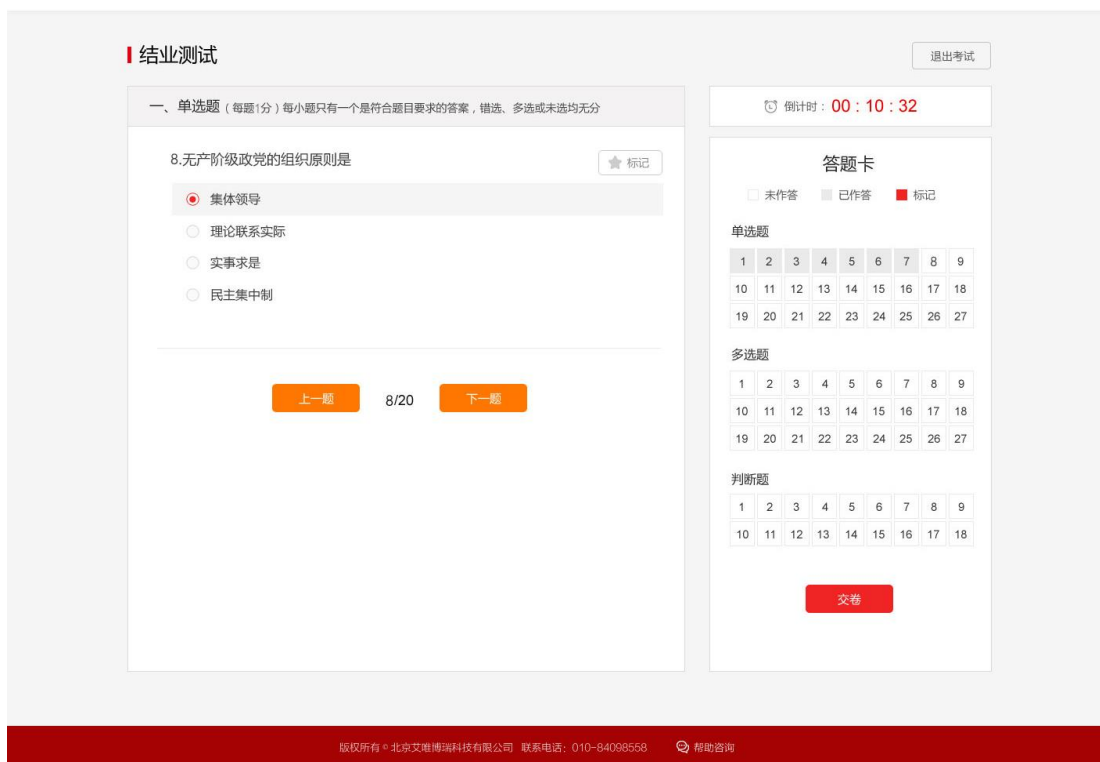 结业测试
退出考试
一、单选题（每题1分）每小题只有一个是符合题目要求的答案，错选、多选或未选均无分
8.无产阶级政党的组织原则是
标记
集体领导
理论联系实际
实事求是
民主集中制
上一题 8/20 下一题
倒计时：00：10：32
答题卡
未作答 已作答 标记
单选题
1 2 3 4 5 6 7 8 9
10 11 12 13 14 15 16 17 18
19 20 21 22 23 24 25 26 27
多选题
1 2 3 4 5 6 7 8 9
10 11 12 13 14 15 16 17 18
19 20 21 22 23 24 25 26 27
判断题
1 2 3 4 5 6 7 8 9
10 11 12 13 14 15 16 17 18
交卷
版权所有©北京艾唯博瑞科技有限公司 联系电话：010-84098558 帮助咨询